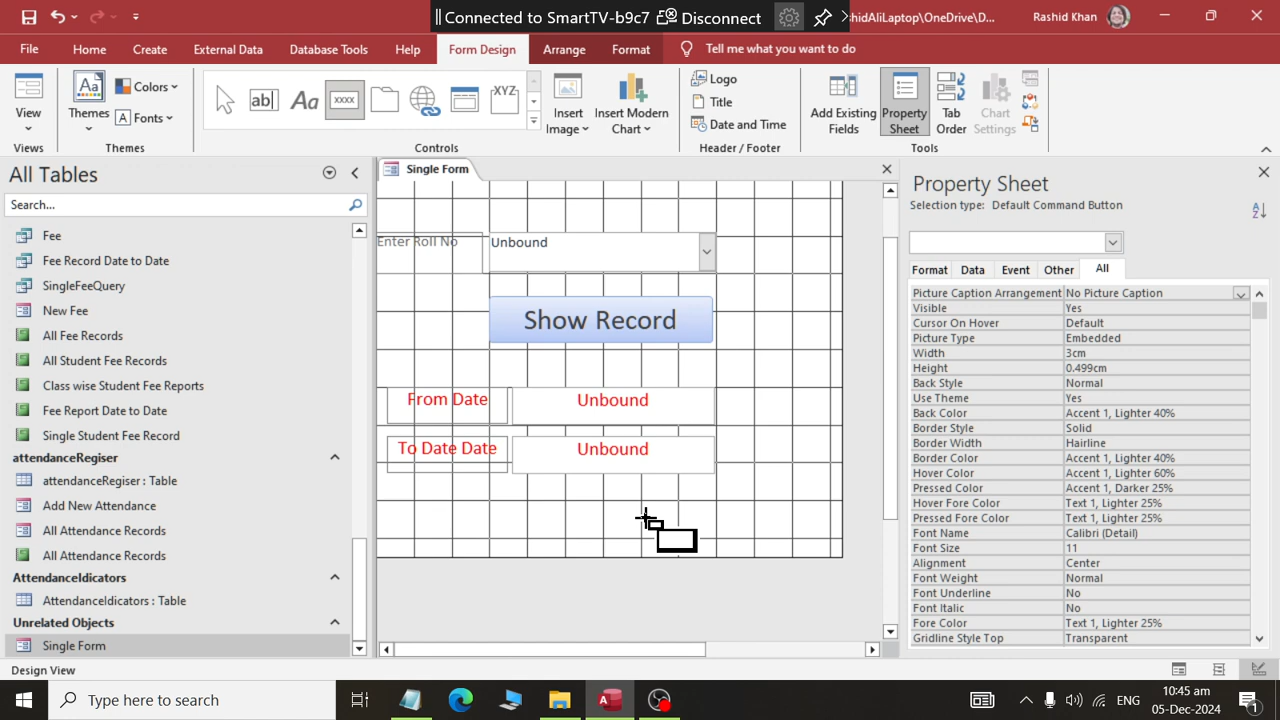 Connected to SmartTV-b9c7 Disconnect
shidAliLaptop\OneDrive\D...
Rashid Khan
File Home Create External Data Database Tools Help Form Design Arrange Format Tell me what you want to do
View
Views
Themes
Colors
Fonts
Themes
ab| Aa XXXX XYZ
Controls
Insert Image
Insert Modern Chart
Logo
Title
Date and Time
Header / Footer
Add Existing Fields
Property Sheet
Tab Order
Chart Settings
Tools
All Tables
Search...
Fee
Fee Record Date to Date
SingleFeeQuery
New Fee
All Fee Records
All Student Fee Records
Class wise Student Fee Reports
Fee Report Date to Date
Single Student Fee Record
attendanceRegiser
attendanceRegiser : Table
Add New Attendance
All Attendance Records
All Attendance Records
AttendanceIdicators
AttendanceIdicators : Table
Unrelated Objects
Single Form
Single Form
Enter Roll No Unbound
Show Record
From Date Unbound
To Date Date Unbound
Property Sheet
Selection type: Default Command Button
Format Data Event Other All
Picture Caption Arrangement No Picture Caption
Visible Yes
Cursor On Hover Default
Picture Type Embedded
Width 3cm
Height 0.499cm
Back Style Normal
Use Theme Yes
Back Color Accent 1, Lighter 40%
Border Style Solid
Border Width Hairline
Border Color Accent 1, Lighter 40%
Hover Color Accent 1, Lighter 60%
Pressed Color Accent 1, Darker 25%
Hover Fore Color Text 1, Lighter 25%
Pressed Fore Color Text 1, Lighter 25%
Font Name Calibri (Detail)
Font Size 11
Alignment Center
Font Weight Normal
Font Underline No
Font Italic No
Fore Color Text 1, Lighter 25%
Gridline Style Top Transparent
Design View
Type here to search
ENG
10:45 am
05-Dec-2024
1